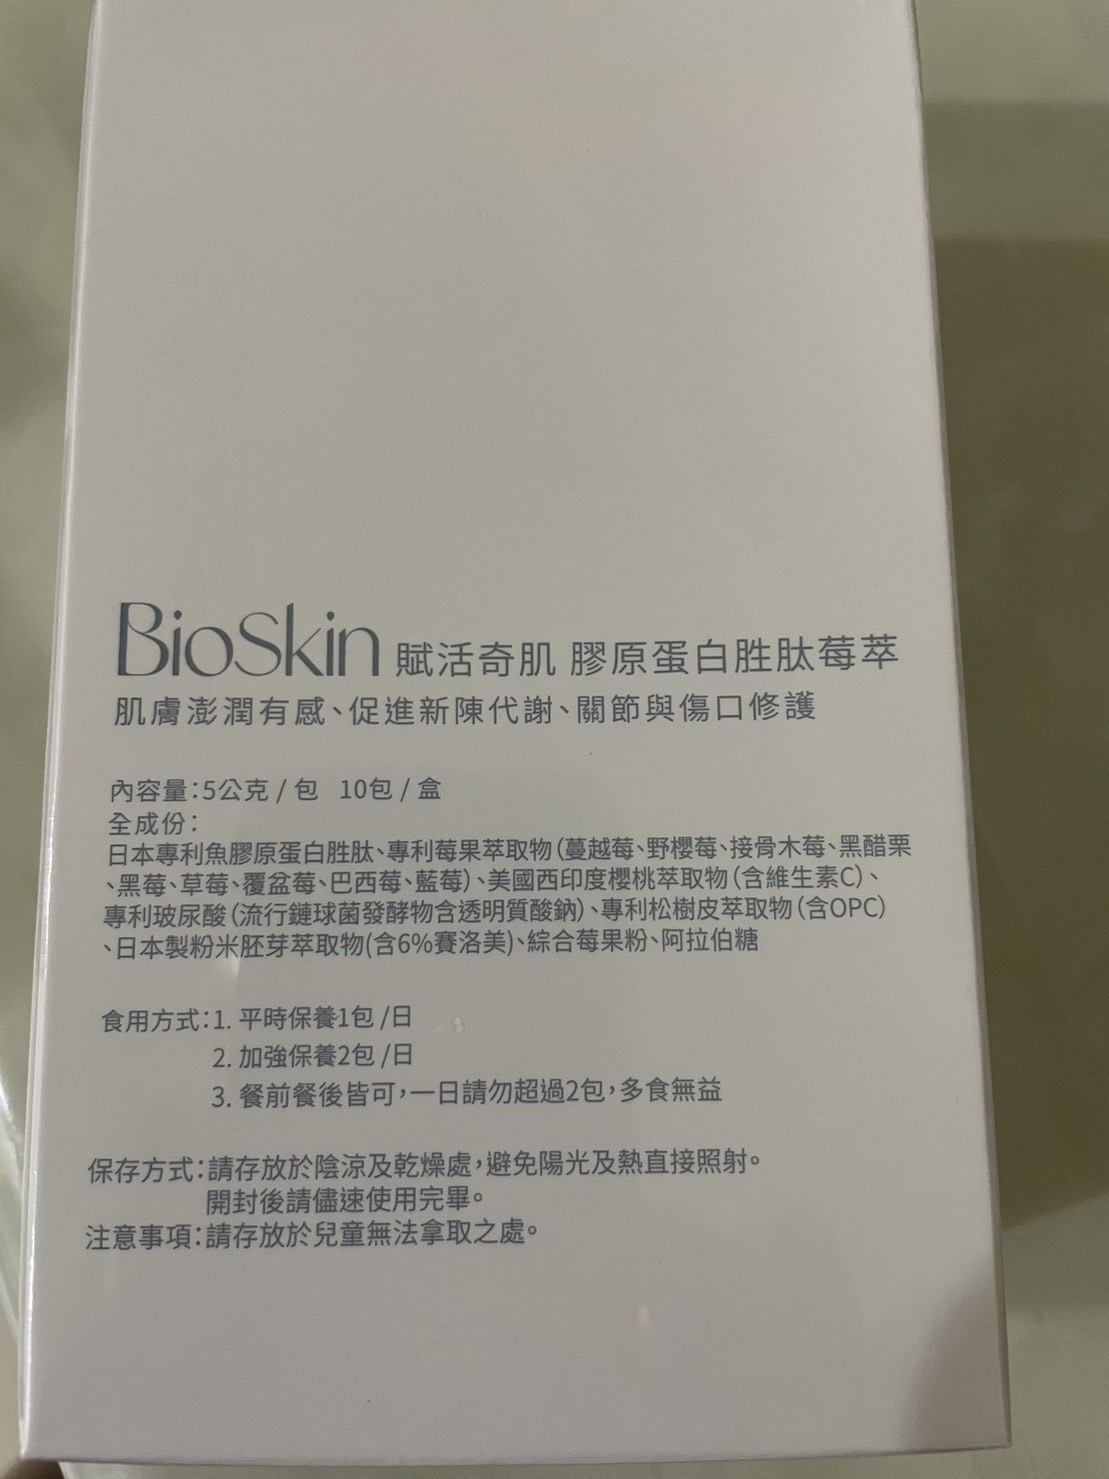 BioSkin 賦活奇肌 膠原蛋白胜肽莓萃
肌膚澎潤有感、促進新陳代謝、關節與傷口修護
內容量：5公克 / 包 10包 / 盒
全成份：
日本專利魚膠原蛋白胜肽、專利莓果萃取物（蔓越莓、野櫻莓、接骨木莓、黑醋栗
、黑莓、草莓、覆盆莓、巴西莓、藍莓）、美國西印度櫻桃萃取物（含維生素C）、
專利玻尿酸（流行鏈球菌發酵物含透明質酸鈉）、專利松樹皮萃取物（含OPC）
、日本製粉米胚芽萃取物(含6%賽洛美)、綜合莓果粉、阿拉伯糖
食用方式：1. 平時保養1包 /日
2. 加強保養2包 /日
3. 餐前餐後皆可，一日請勿超過2包，多食無益
保存方式：請存放於陰涼及乾燥處，避免陽光及熱直接照射。
開封後請儘速使用完畢。
注意事項：請存放於兒童無法拿取之處。